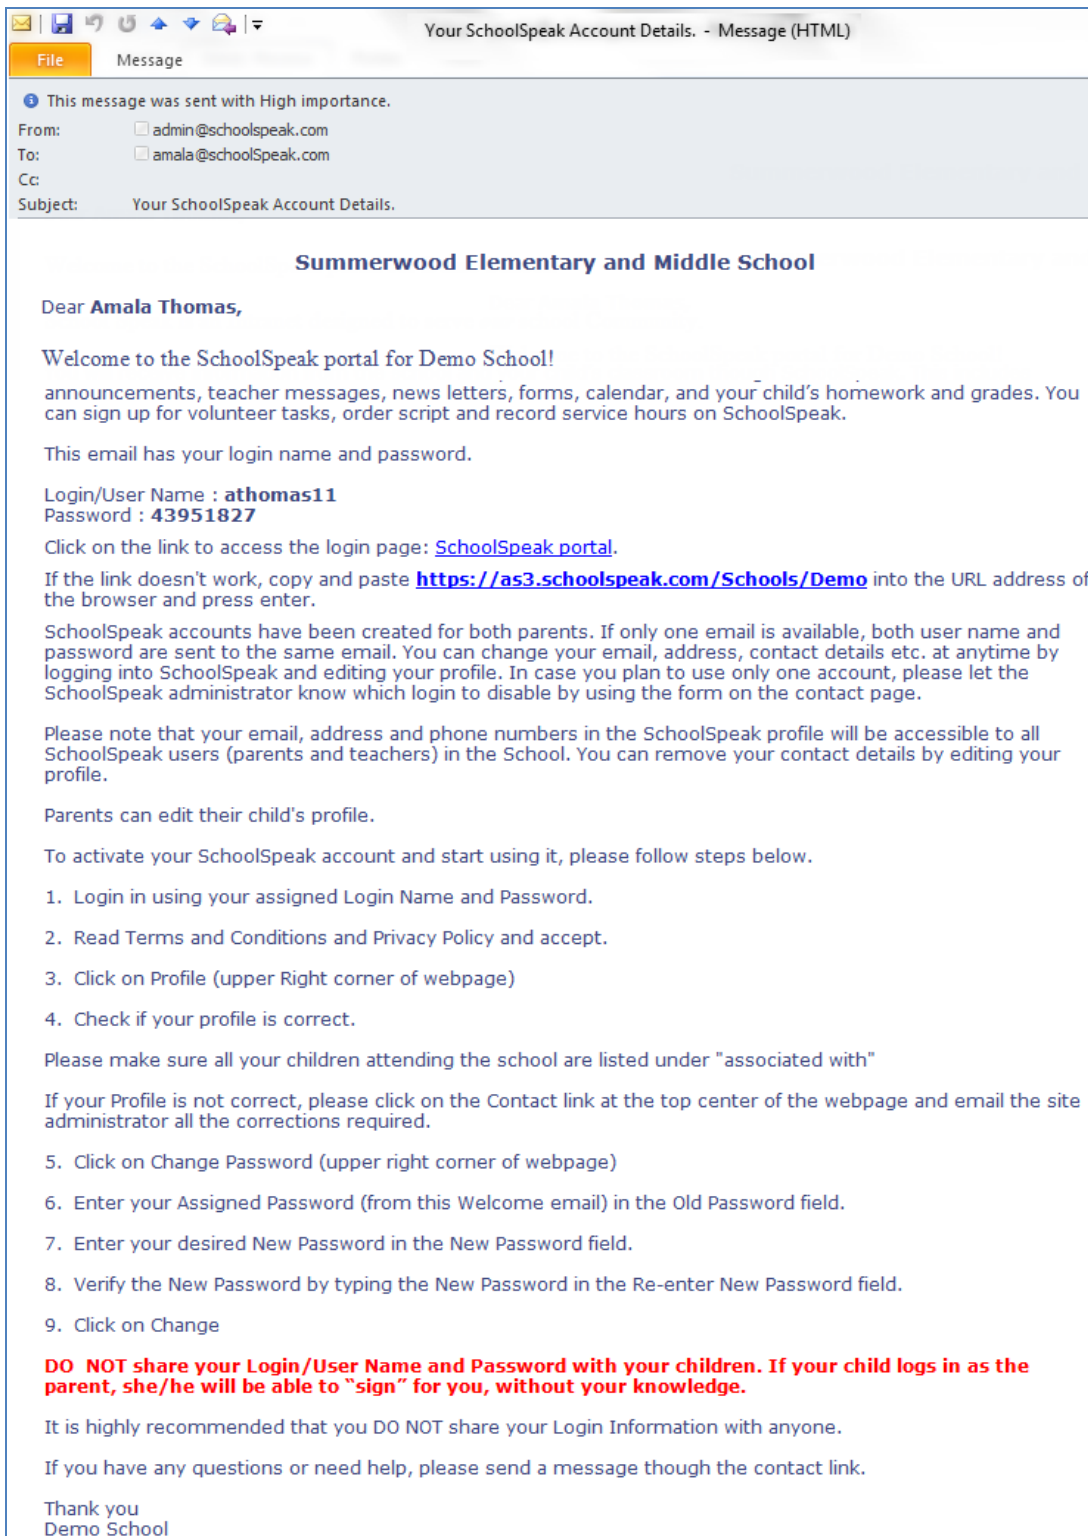 Your SchoolSpeak Account Details. - Message (HTML)
File Message
This message was sent with High importance.
From: admin@schoolspeak.com
To: amala@schoolSpeak.com
Cc:
Subject: Your SchoolSpeak Account Details.
Summerwood Elementary and Middle School
Dear Amala Thomas,
Welcome to the SchoolSpeak portal for Demo School!
announcements, teacher messages, news letters, forms, calendar, and your child’s homework and grades. You
can sign up for volunteer tasks, order script and record service hours on SchoolSpeak.
This email has your login name and password.
Login/User Name : athomas11
Password : 43951827
Click on the link to access the login page: SchoolSpeak portal.
If the link doesn't work, copy and paste https://as3.schoolspeak.com/Schools/Demo into the URL address of
the browser and press enter.
SchoolSpeak accounts have been created for both parents. If only one email is available, both user name and
password are sent to the same email. You can change your email, address, contact details etc. at anytime by
logging into SchoolSpeak and editing your profile. In case you plan to use only one account, please let the
SchoolSpeak administrator know which login to disable by using the form on the contact page.
Please note that your email, address and phone numbers in the SchoolSpeak profile will be accessible to all
SchoolSpeak users (parents and teachers) in the School. You can remove your contact details by editing your
profile.
Parents can edit their child's profile.
To activate your SchoolSpeak account and start using it, please follow steps below.
1. Login in using your assigned Login Name and Password.
2. Read Terms and Conditions and Privacy Policy and accept.
3. Click on Profile (upper Right corner of webpage)
4. Check if your profile is correct.
Please make sure all your children attending the school are listed under "associated with"
If your Profile is not correct, please click on the Contact link at the top center of the webpage and email the site
administrator all the corrections required.
5. Click on Change Password (upper right corner of webpage)
6. Enter your Assigned Password (from this Welcome email) in the Old Password field.
7. Enter your desired New Password in the New Password field.
8. Verify the New Password by typing the New Password in the Re-enter New Password field.
9. Click on Change
DO NOT share your Login/User Name and Password with your children. If your child logs in as the
parent, she/he will be able to “sign” for you, without your knowledge.
It is highly recommended that you DO NOT share your Login Information with anyone.
If you have any questions or need help, please send a message though the contact link.
Thank you
Demo School